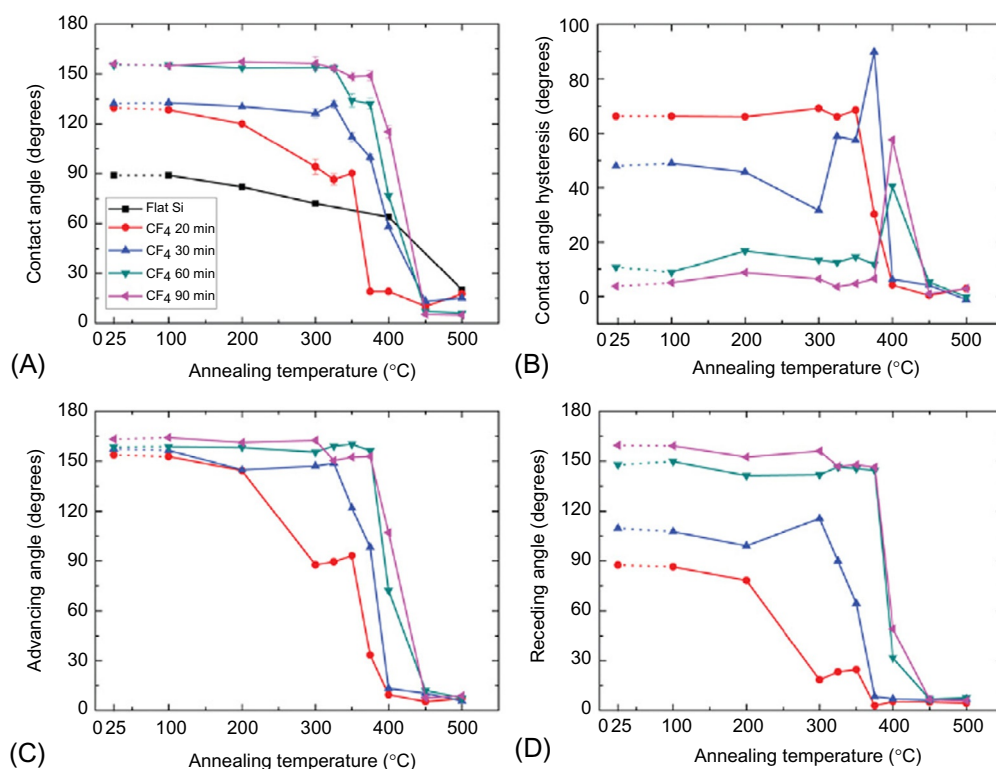 180
150
120
90
60
30
0
Contact angle (degrees)
Flat Si
CF4 20 min
CF4 30 min
CF4 60 min
CF4 90 min
0 25 100 200 300 400 500
(A)
Annealing temperature (°C)
100
80
60
40
20
0
Contact angle hysteresis (degrees)
0 25 100 200 300 400 500
(B)
Annealing temperature (°C)
180
150
120
90
60
30
0
Advancing angle (degrees)
0 25 100 200 300 400 500
(C)
Annealing temperature (°C)
180
150
120
90
60
30
0
Receding angle (degrees)
0 25 100 200 300 400 500
(D)
Annealing temperature (°C)